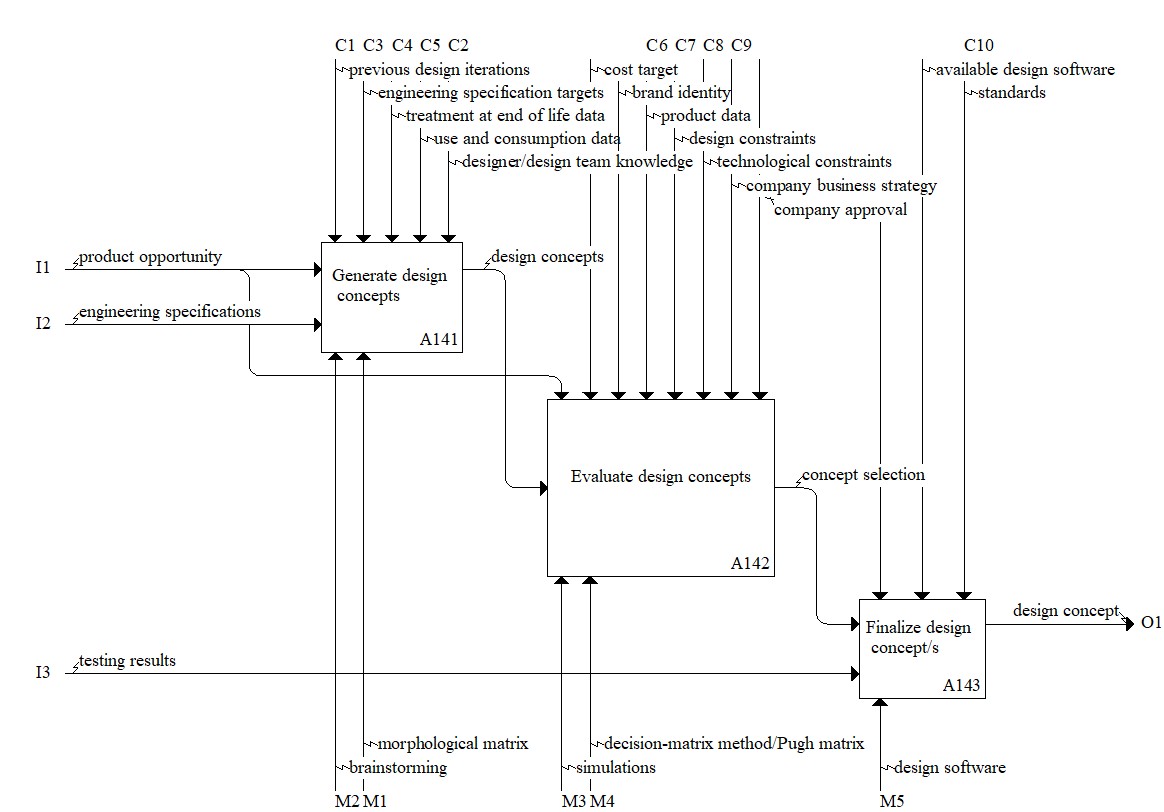 C1 C3 C4 C5 C2 C6 C7 C8 C9 C10
previous design iterations cost target available design software
engineering specification targets brand identity standards
treatment at end of life data product data
use and consumption data design constraints
designer/design team knowledge technological constraints
company business strategy
company approval
I1 product opportunity design concepts
Generate design
concepts
I2 engineering specifications
A141
Evaluate design concepts concept selection
A142
design concept O1
Finalize design
concept/s
I3 testing results
A143
morphological matrix decision-matrix method/Pugh matrix
brainstorming simulations design software
M2 M1 M3 M4 M5